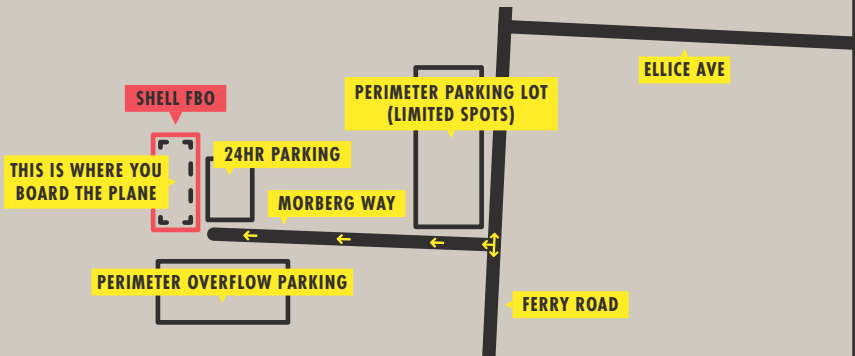 ELLICE AVE
PERIMETER PARKING LOT
(LIMITED SPOTS)
SHELL FBO
24HR PARKING
THIS IS WHERE YOU
BOARD THE PLANE
MORBERG WAY
PERIMETER OVERFLOW PARKING
FERRY ROAD